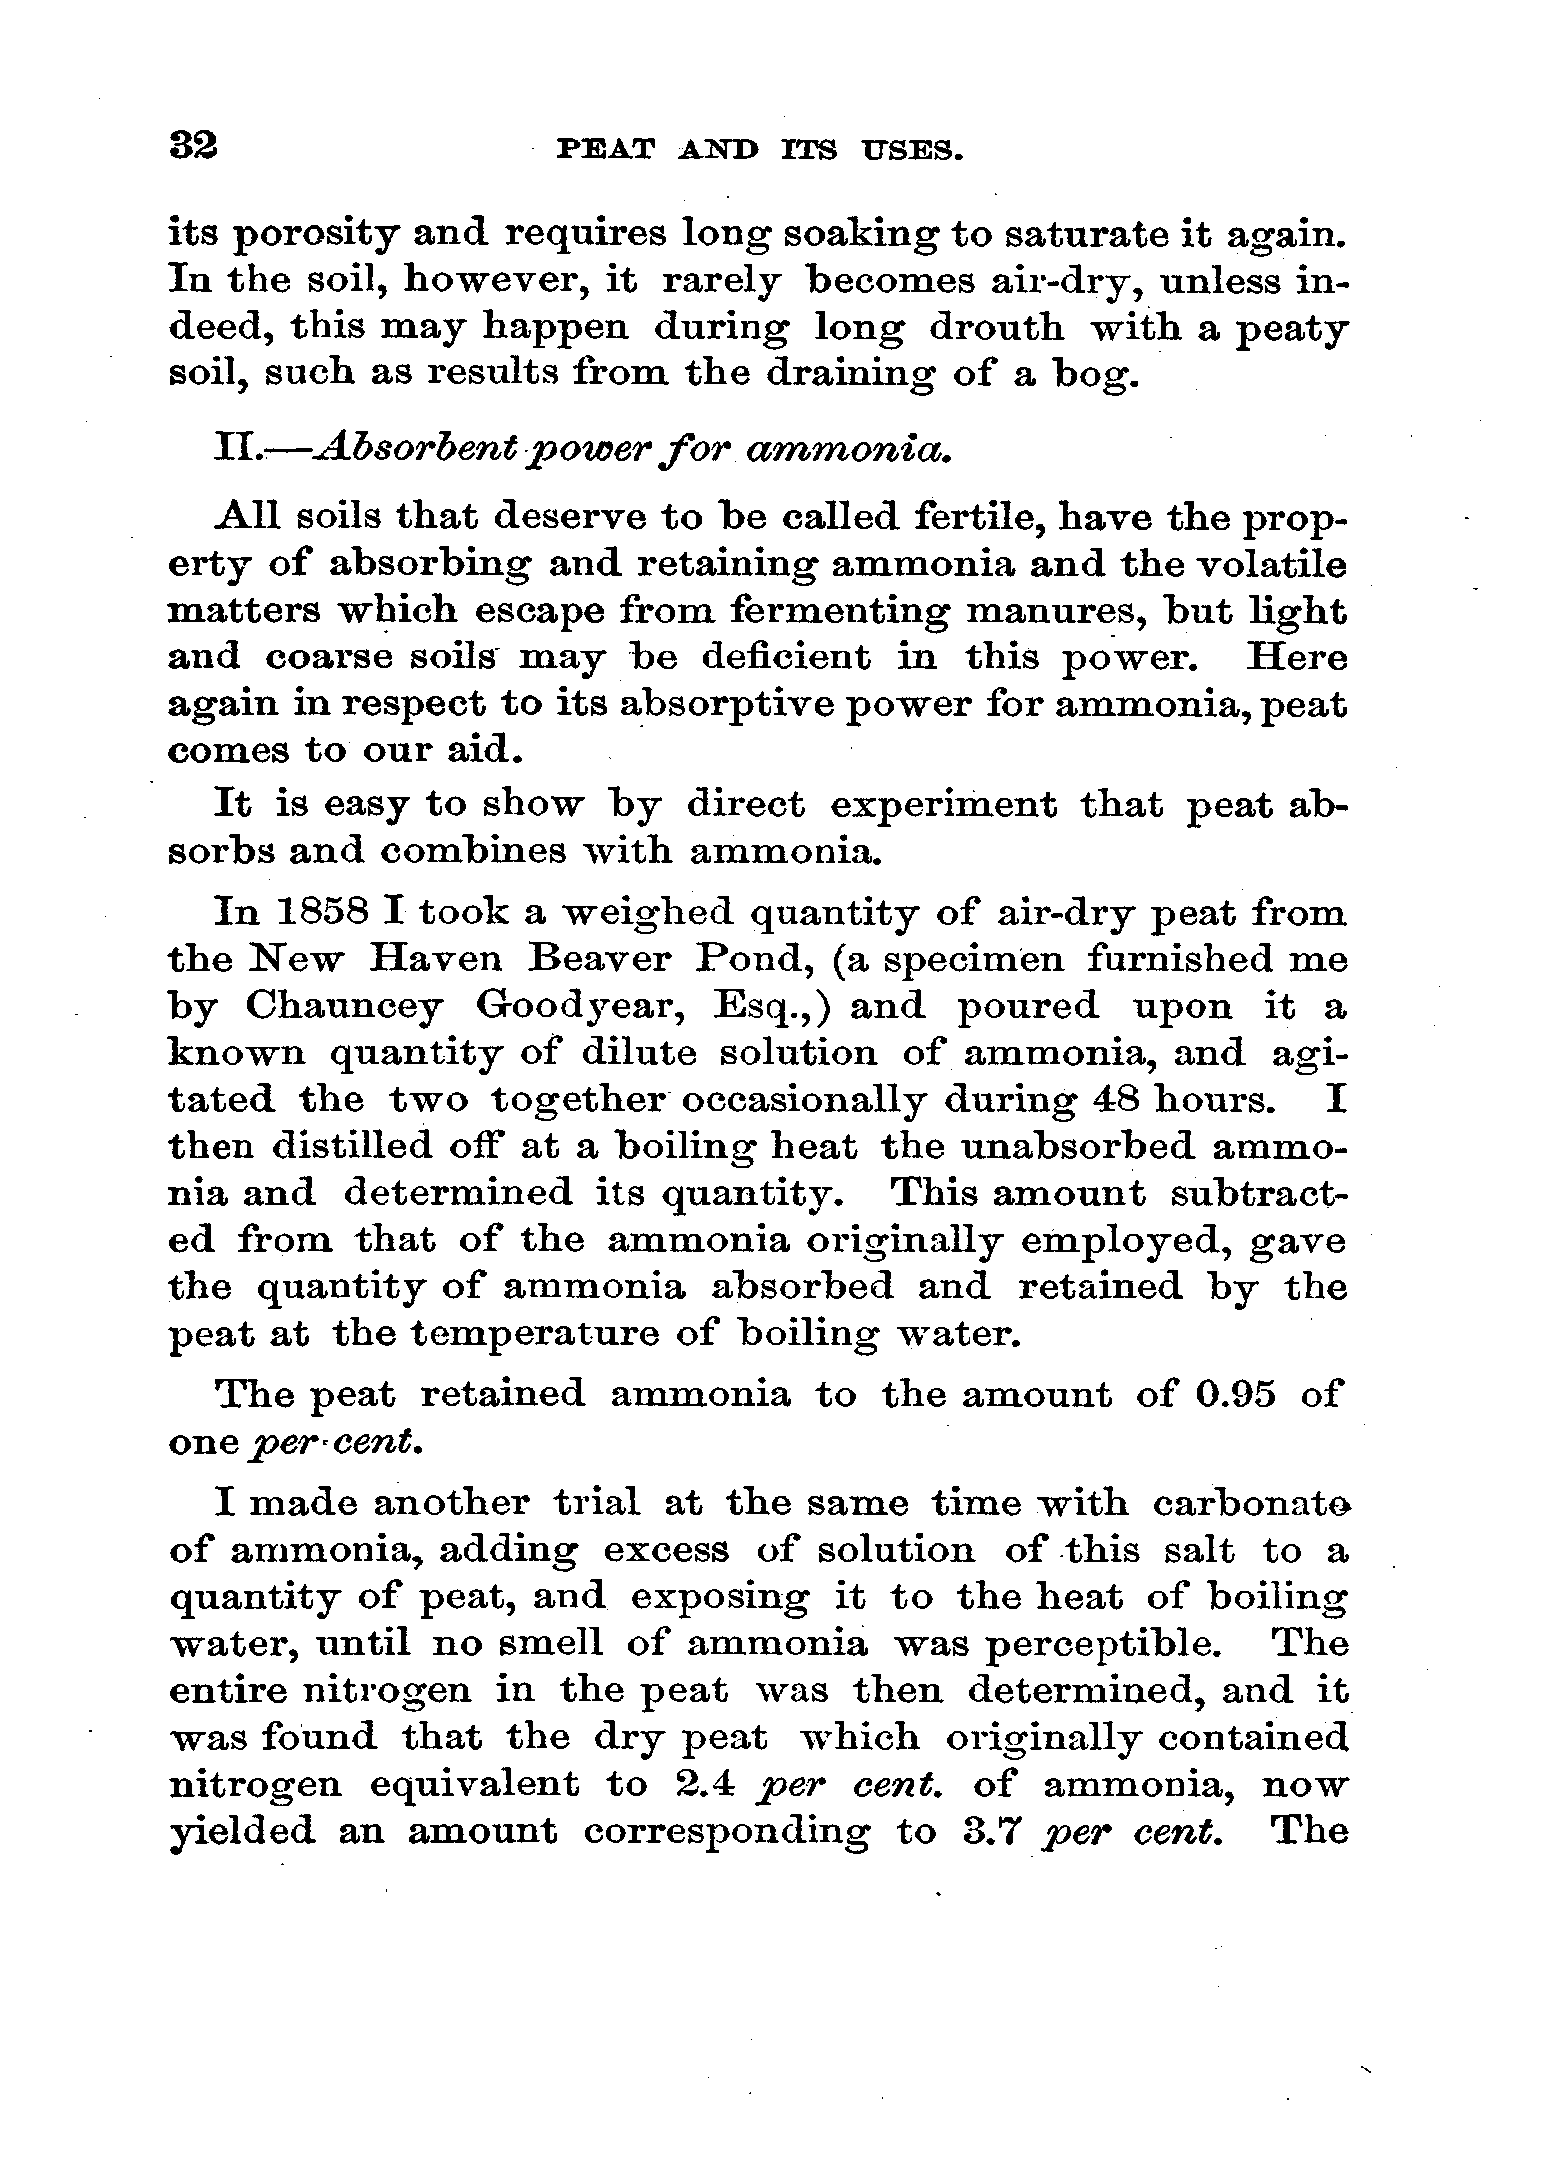 32 PEAT AND ITS USES.
its porosity and requires long soaking to saturate it again.
In the soil, however, it rarely becomes air-dry, unless in-
deed, this may happen during long drouth with a peaty
soil, such as results from the draining of a bog.
II.—Absorbent power for ammonia.
All soils that deserve to be called fertile, have the prop-
erty of absorbing and retaining ammonia and the volatile
matters which escape from fermenting manures, but light
and coarse soils may be deficient in this power. Here
again in respect to its absorptive power for ammonia, peat
comes to our aid.
It is easy to show by direct experiment that peat ab-
sorbs and combines with ammonia.
In 1858 I took a weighed quantity of air-dry peat from
the New Haven Beaver Pond, (a specimen furnished me
by Chauncey Goodyear, Esq.,) and poured upon it a
known quantity of dilute solution of ammonia, and agi-
tated the two together occasionally during 48 hours. I
then distilled off at a boiling heat the unabsorbed ammo-
nia and determined its quantity. This amount subtract-
ed from that of the ammonia originally employed, gave
the quantity of ammonia absorbed and retained by the
peat at the temperature of boiling water.
The peat retained ammonia to the amount of 0.95 of
one per cent.
I made another trial at the same time with carbonate
of ammonia, adding excess of solution of this salt to a
quantity of peat, and exposing it to the heat of boiling
water, until no smell of ammonia was perceptible. The
entire nitrogen in the peat was then determined, and it
was found that the dry peat which originally contained
nitrogen equivalent to 2.4 per cent. of ammonia, now
yielded an amount corresponding to 3.7 per cent. The